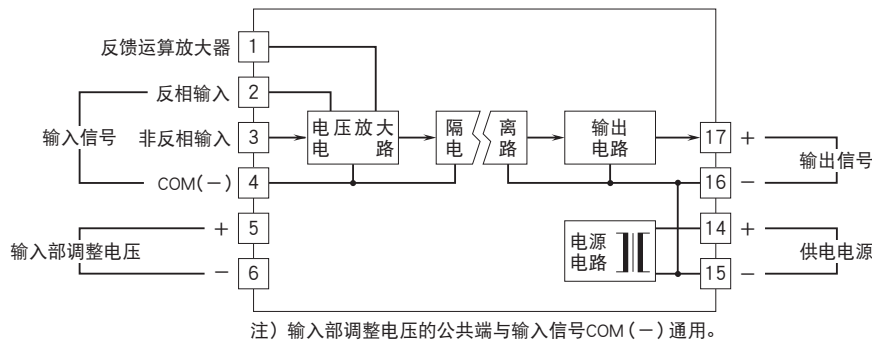 反馈运算放大器 1
反相输入 2
输入信号
非反相输入 3
COM(－) 4
＋ 5
输入部调整电压
－ 6
电压放大
电 路
隔 离
电 路
输出
电路
17 ＋
输出信号
16 －
电源
电路
14 ＋
供电电源
15 －
注）输入部调整电压的公共端与输入信号COM（－）通用。